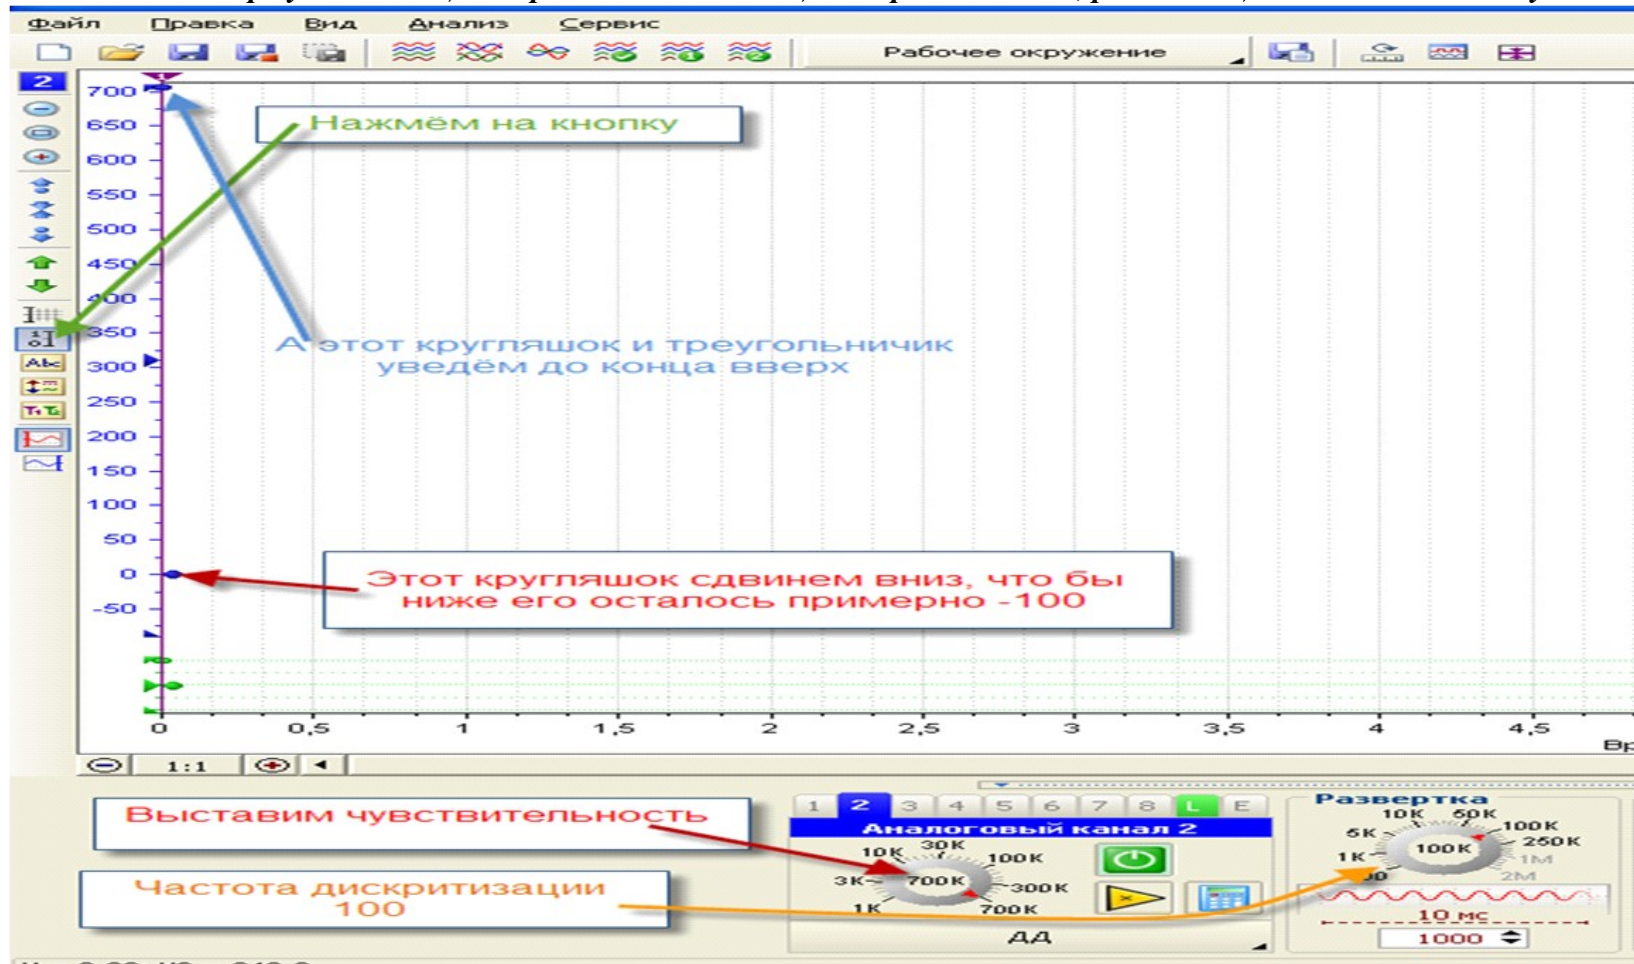 Файл Правка Вид Анализ Сервис
Рабочее окружение
2
700
650
600
550
500
450
400
350
300
250
200
150
100
50
0
-50
1
Abc
Нажмём на кнопку
А этот кругляшок и треугольничик
уведём до конца вверх
Этот кругляшок сдвинем вниз, что бы
ниже его осталось примерно -100
0 0,5 1 1,5 2 2,5 3 3,5 4 4,5
1:1
Выставим чувствительность
Частота дискритизации
100
1 2 3 4 5 6 7 8 L E
Аналоговый канал 2
1K 3K 10K 30K 100K 300K 700K
700K
ДД
Развертка
1K 5K 10K 50K 100K 250K 1M 2M
100K
10 мс
1000